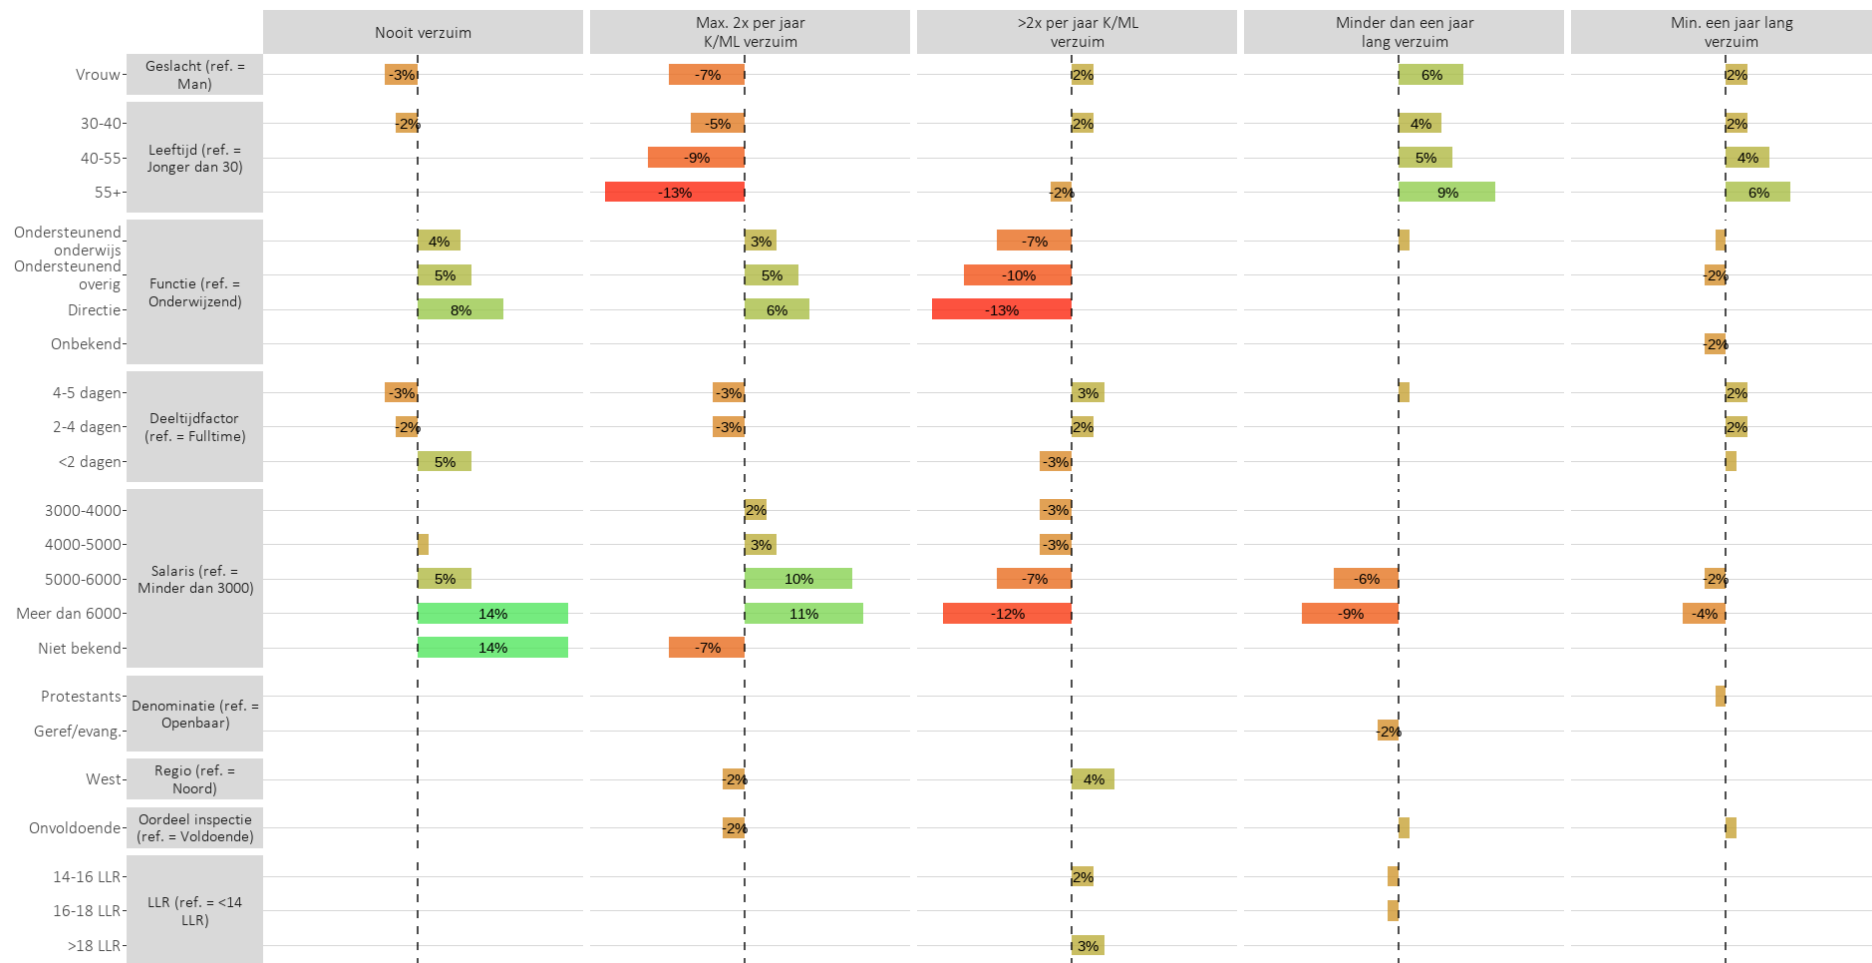 Nooit verzuim
Max. 2x per jaar
K/ML verzuim
>2x per jaar K/ML
verzuim
Minder dan een jaar
lang verzuim
Min. een jaar lang
verzuim
Geslacht (ref. =
Man)
Vrouw
-3%
-7%
2%
6%
2%
Leeftijd (ref. =
Jonger dan 30)
30-40
-2%
-5%
2%
4%
2%
40-55
-9%
5%
4%
55+
-13%
-2%
9%
6%
Functie (ref. =
Onderwijzend)
Ondersteunend
onderwijs
4%
3%
-7%
Ondersteunend
overig
5%
5%
-10%
-2%
Directie
8%
6%
-13%
Onbekend
-2%
Deeltijdfactor
(ref. = Fulltime)
4-5 dagen
-3%
-3%
3%
2%
2-4 dagen
-2%
-3%
2%
2%
<2 dagen
5%
-3%
Salaris (ref. =
Minder dan 3000)
3000-4000
2%
-3%
4000-5000
3%
-3%
5000-6000
5%
10%
-7%
-6%
-2%
Meer dan 6000
14%
11%
-12%
-9%
-4%
Niet bekend
14%
-7%
Denominatie (ref. =
Openbaar)
Protestants
Geref/evang.
-2%
Regio (ref. =
Noord)
West
-2%
4%
Oordeel inspectie
(ref. = Voldoende)
Onvoldoende
-2%
LLR (ref. = <14
LLR)
14-16 LLR
2%
16-18 LLR
>18 LLR
3%